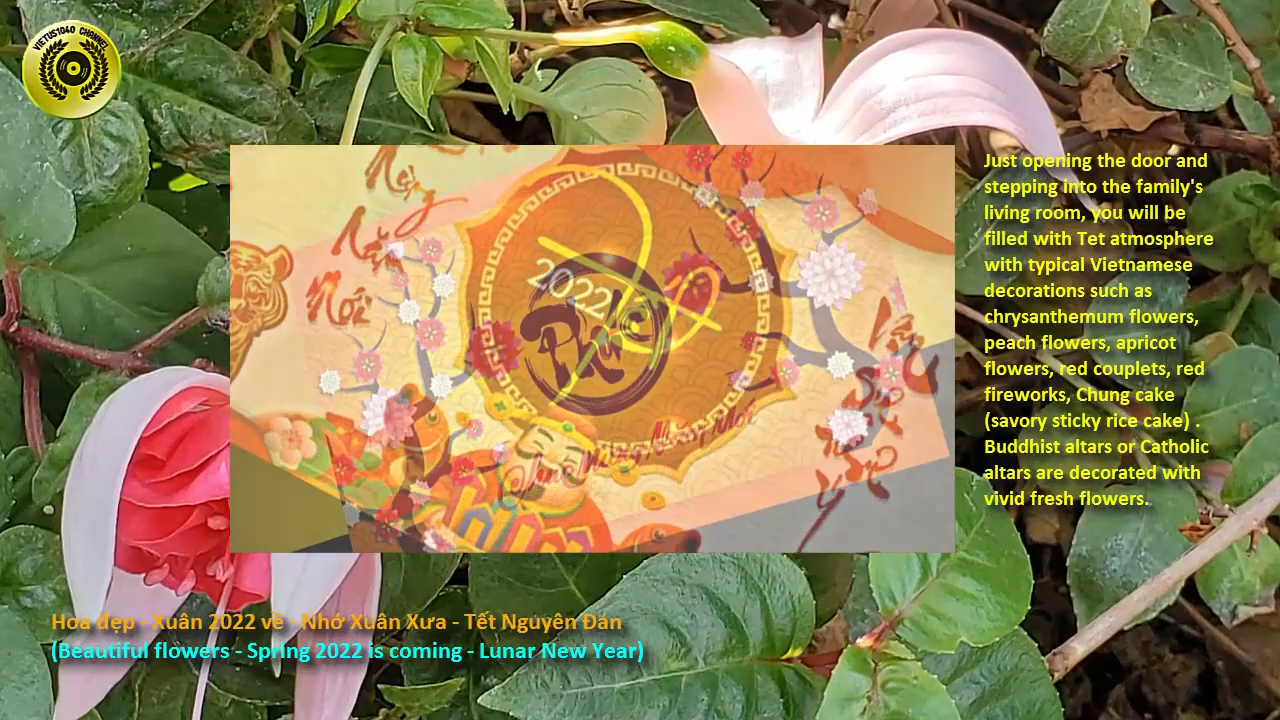 VIETUS1040 CHANNEL
Just opening the door and
stepping into the family's
living room, you will be
filled with Tet atmosphere
with typical Vietnamese
decorations such as
chrysanthemum flowers,
peach flowers, apricot
flowers, red couplets, red
fireworks, Chung cake
(savory sticky rice cake) .
Buddhist altars or Catholic
altars are decorated with
vivid fresh flowers.
2022
Năm
Mới
Phúc
Vạn
Ý
Hoa đẹp - Xuân 2022 về - Nhớ Xuân Xưa - Tết Nguyên Đán
(Beautiful flowers - Spring 2022 is coming - Lunar New Year)